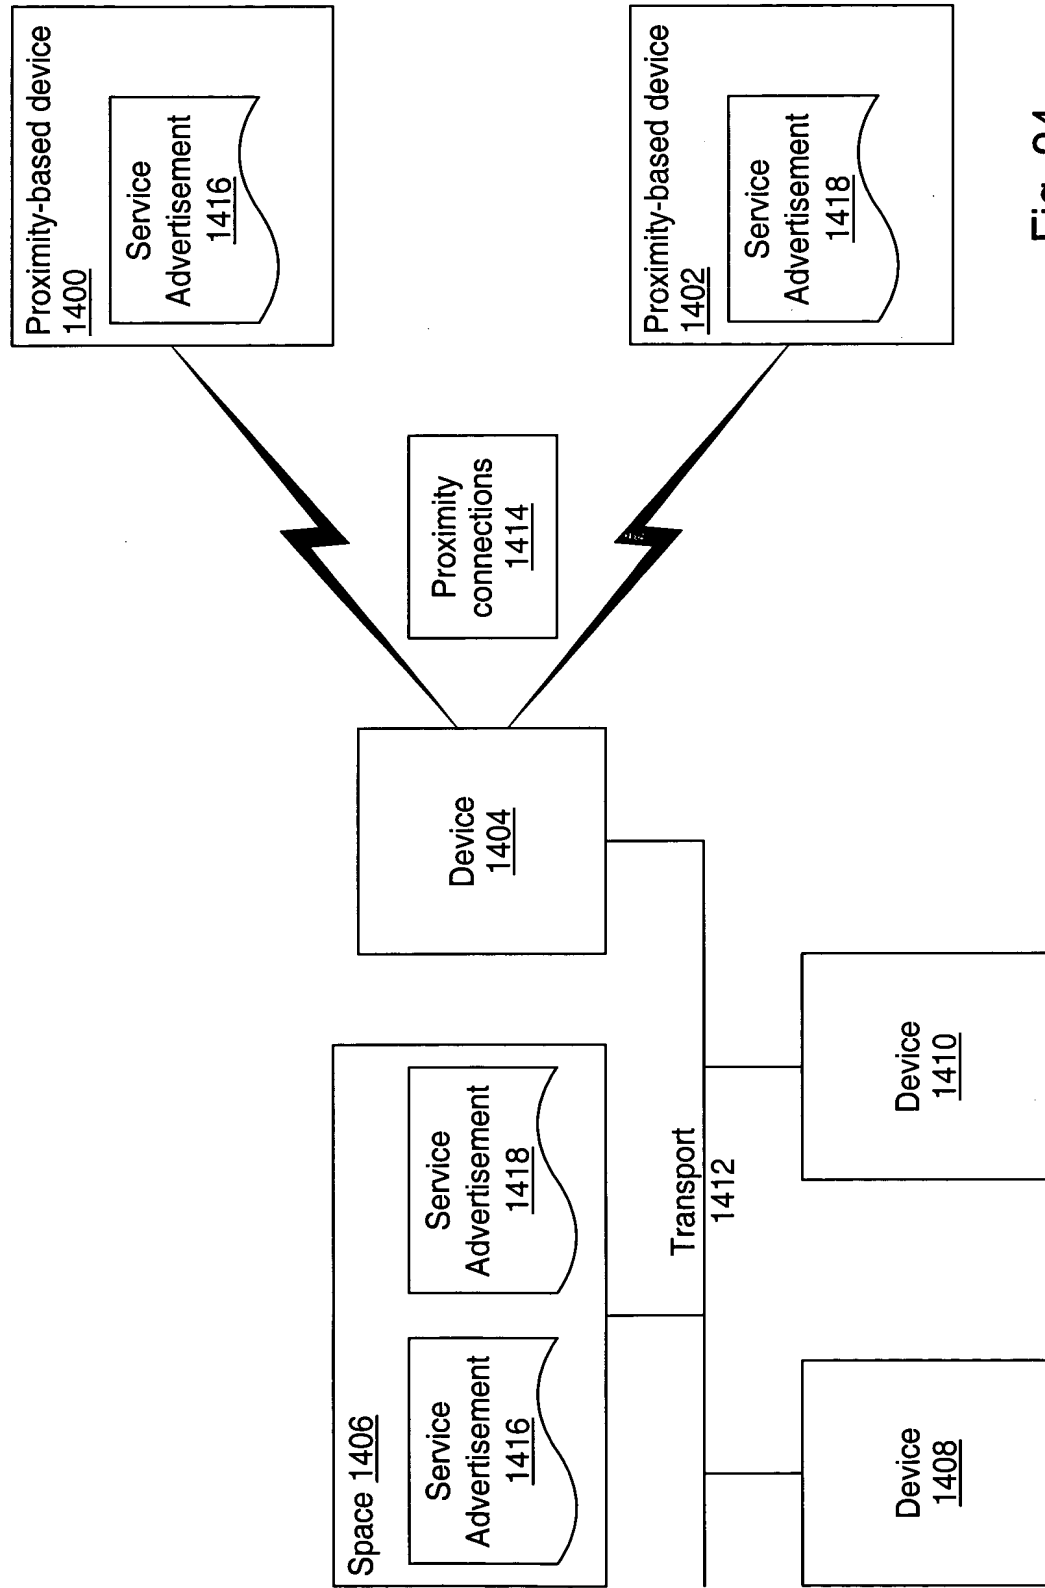 Proximity-based device
1400
Service
Advertisement
1416
Space 1406
Service
Advertisement
1416
Service
Advertisement
1418
Device
1404
Proximity
connections
1414
Proximity-based device
1402
Service
Advertisement
1418
Transport
1412
Device
1408
Device
1410
Fig.